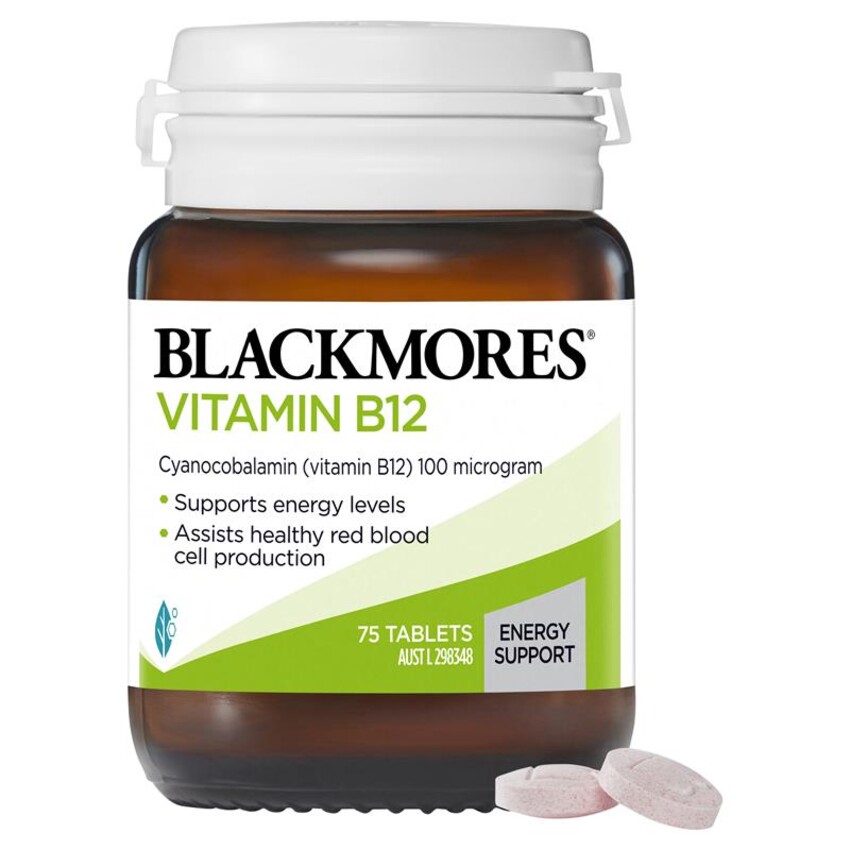 BLACKMORES®
VITAMIN B12
Cyanocobalamin (vitamin B12) 100 microgram
• Supports energy levels
• Assists healthy red blood
cell production
75 TABLETS
AUST L 298348
ENERGY
SUPPORT